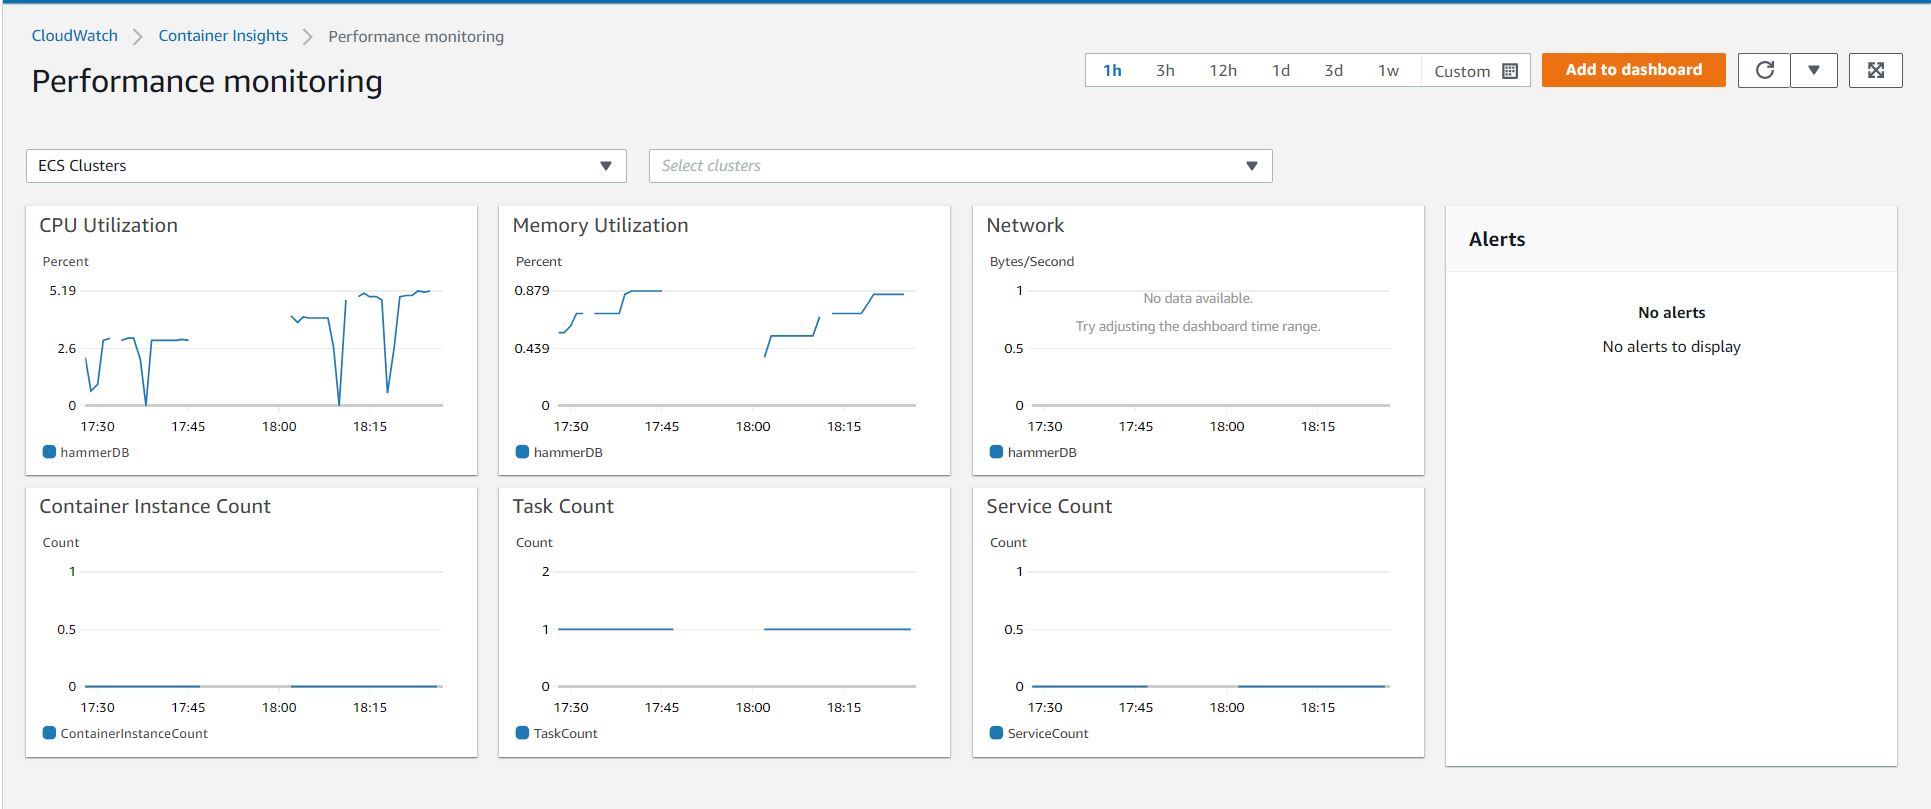 CloudWatch > Container Insights > Performance monitoring
Performance monitoring
1h 3h 12h 1d 3d 1w Custom
Add to dashboard
ECS Clusters
Select clusters
CPU Utilization
Percent
5.19
2.6
0
17:30 17:45 18:00 18:15
hammerDB
Memory Utilization
Percent
0.879
0.439
0
17:30 17:45 18:00 18:15
hammerDB
Network
Bytes/Second
1
No data available.
Try adjusting the dashboard time range.
0.5
0
17:30 17:45 18:00 18:15
hammerDB
Alerts
No alerts
No alerts to display
Container Instance Count
Count
1
0.5
0
17:30 17:45 18:00 18:15
ContainerInstanceCount
Task Count
Count
2
1
0
17:30 17:45 18:00 18:15
TaskCount
Service Count
Count
1
0.5
0
17:30 17:45 18:00 18:15
ServiceCount